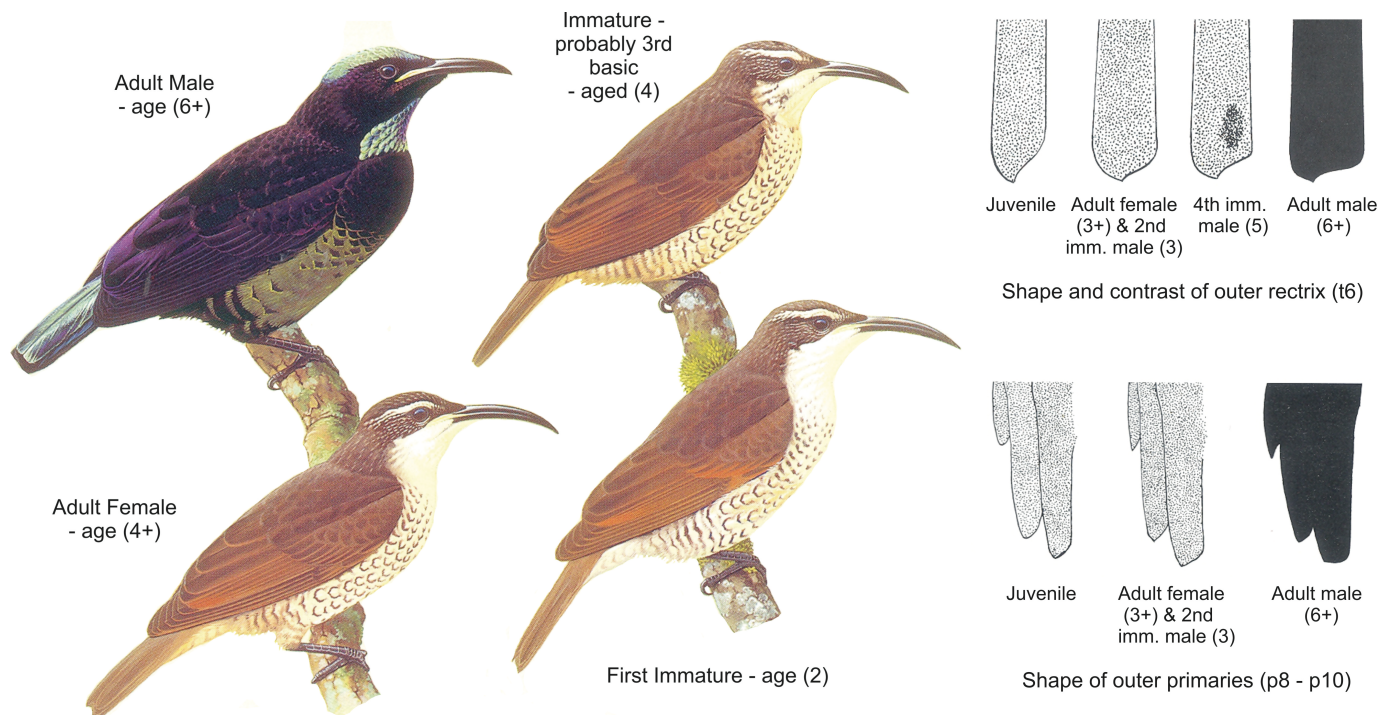 Adult Male
- age (6+)
Immature -
probably 3rd
basic
- aged (4)
Adult Female
- age (4+)
First Immature - age (2)
Juvenile
Adult female
(3+) & 2nd
imm. male (3)
4th imm.
male (5)
Adult male
(6+)
Shape and contrast of outer rectrix (t6)
Juvenile
Adult female
(3+) & 2nd
imm. male (3)
Adult male
(6+)
Shape of outer primaries (p8 - p10)